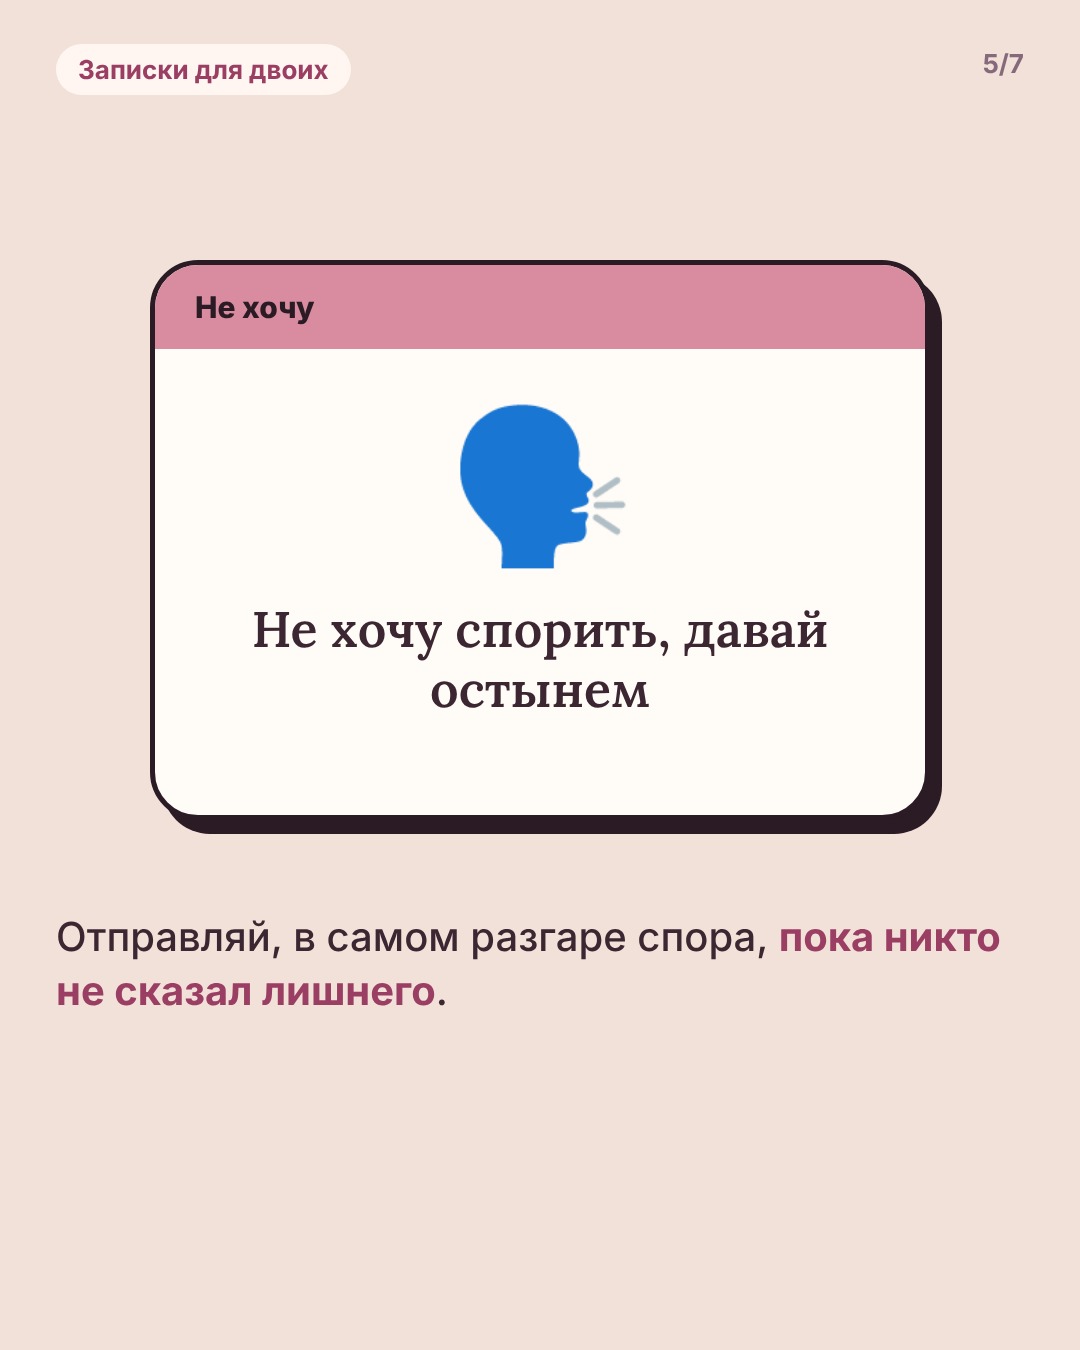 Записки для двоих
5/7
Не хочу
Не хочу спорить, давай
остынем
Отправляй, в самом разгаре спора, пока никто
не сказал лишнего.